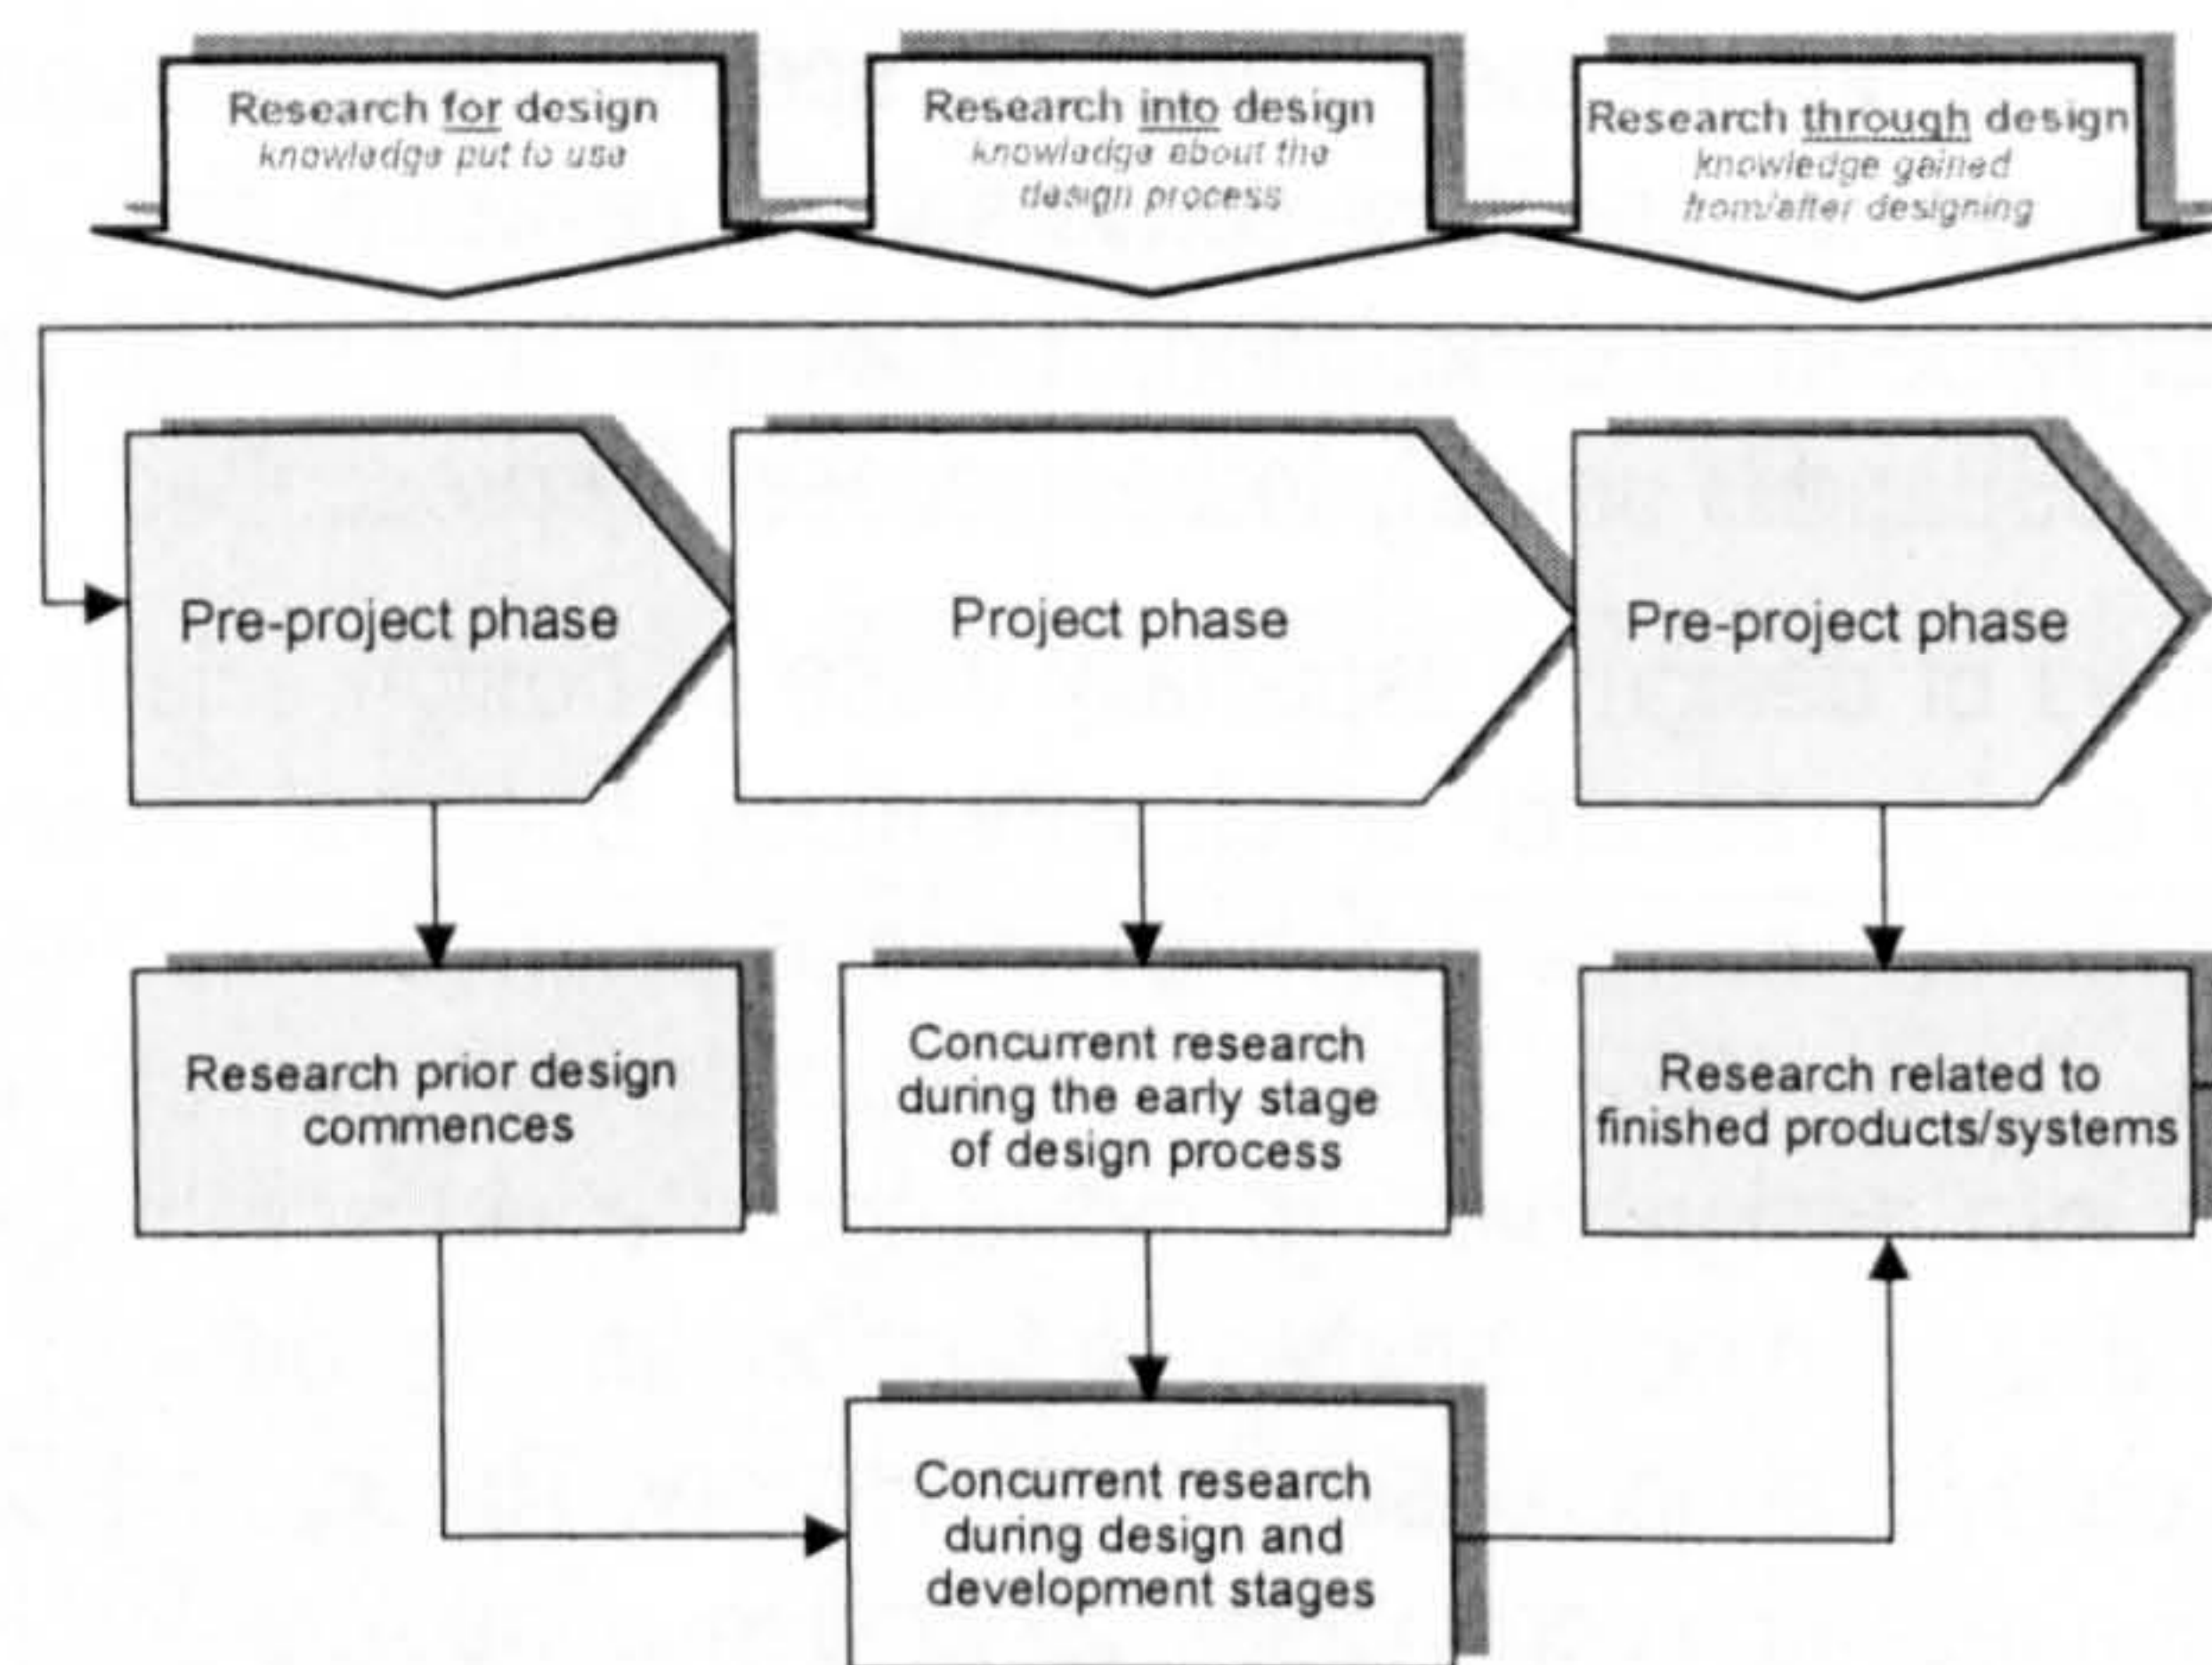 Research for design
knowledge put to use
Research into design
knowledge about the
design process
Research through design
knowledge gained
from/after designing
Pre-project phase
Project phase
Pre-project phase
Research prior design
commences
Concurrent research
during the early stage
of design process
Research related to
finished products/systems
Concurrent research
during design and
development stages